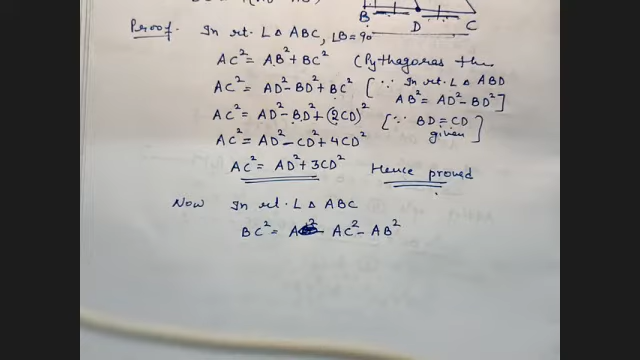 B D C
Proof. In rt. L Δ ABC, ∠B = 90°
AC² = AB² + BC² (Pythagoras
AC² = AD² - BD² + BC² [∵ In rt. L Δ ABD
AB² = AD² - BD²]
AC² = AD² - BD² + (2CD)² [∵ BD = CD
given]
AC² = AD² - CD² + 4CD²
AC² = AD² + 3CD² Hence proved
Now In rt. L Δ ABC
BC² = AC² - AB²